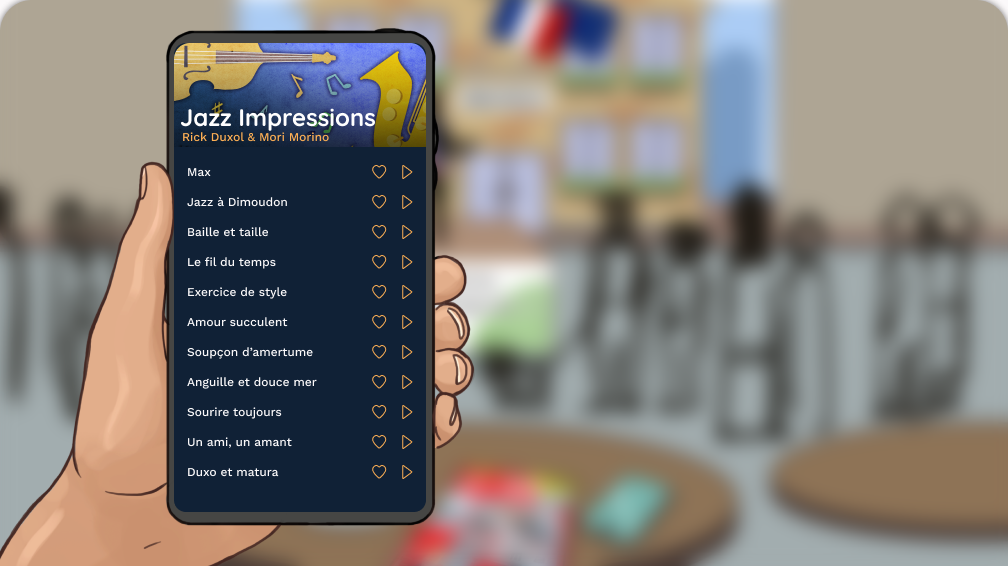 Jazz Impressions
Rick Duxol & Mori Morino
Max
Jazz à Dimoudon
Baille et taille
Le fil du temps
Exercice de style
Amour succulent
Soupçon d’amertume
Anguille et douce mer
Sourire toujours
Un ami, un amant
Duxo et matura